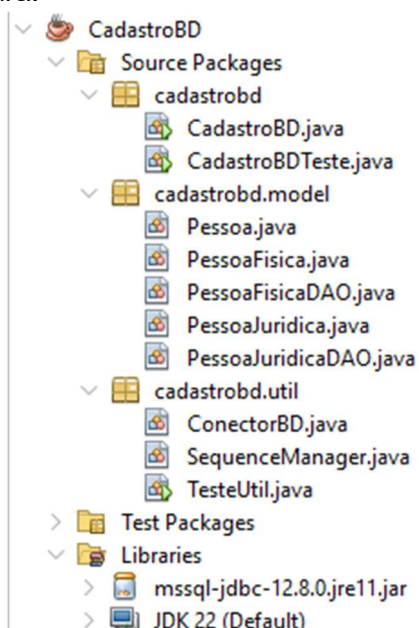 CadastroBD
Source Packages
cadastrobd
CadastroBD.java
CadastroBDTeste.java
cadastrobd.model
Pessoa.java
PessoaFisica.java
PessoaFisicaDAO.java
PessoaJuridica.java
PessoaJuridicaDAO.java
cadastrobd.util
ConectorBD.java
SequenceManager.java
TesteUtil.java
Test Packages
Libraries
mssql-jdbc-12.8.0.jre11.jar
JDK 22 (Default)